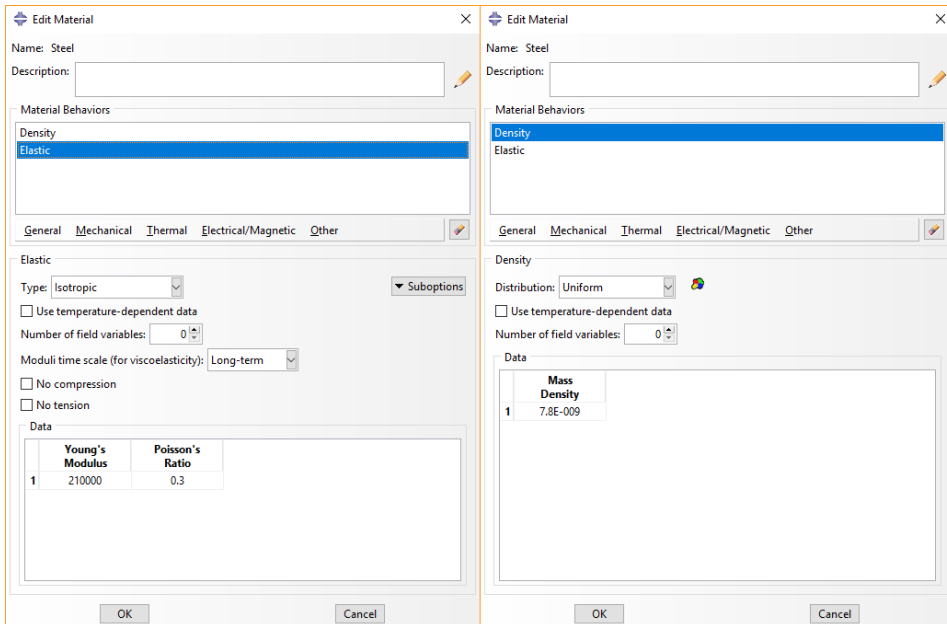 Edit Material
Name: Steel
Description:
Material Behaviors
Density
Elastic
General Mechanical Thermal Electrical/Magnetic Other
Elastic
Type: Isotropic
Suboptions
Use temperature-dependent data
Number of field variables: 0
Moduli time scale (for viscoelasticity): Long-term
No compression
No tension
Data
Young's Modulus
Poisson's Ratio
1 210000 0.3
OK Cancel
Edit Material
Name: Steel
Description:
Material Behaviors
Density
Elastic
General Mechanical Thermal Electrical/Magnetic Other
Density
Distribution: Uniform
Use temperature-dependent data
Number of field variables: 0
Data
Mass
Density
1 7.8E-009
OK Cancel